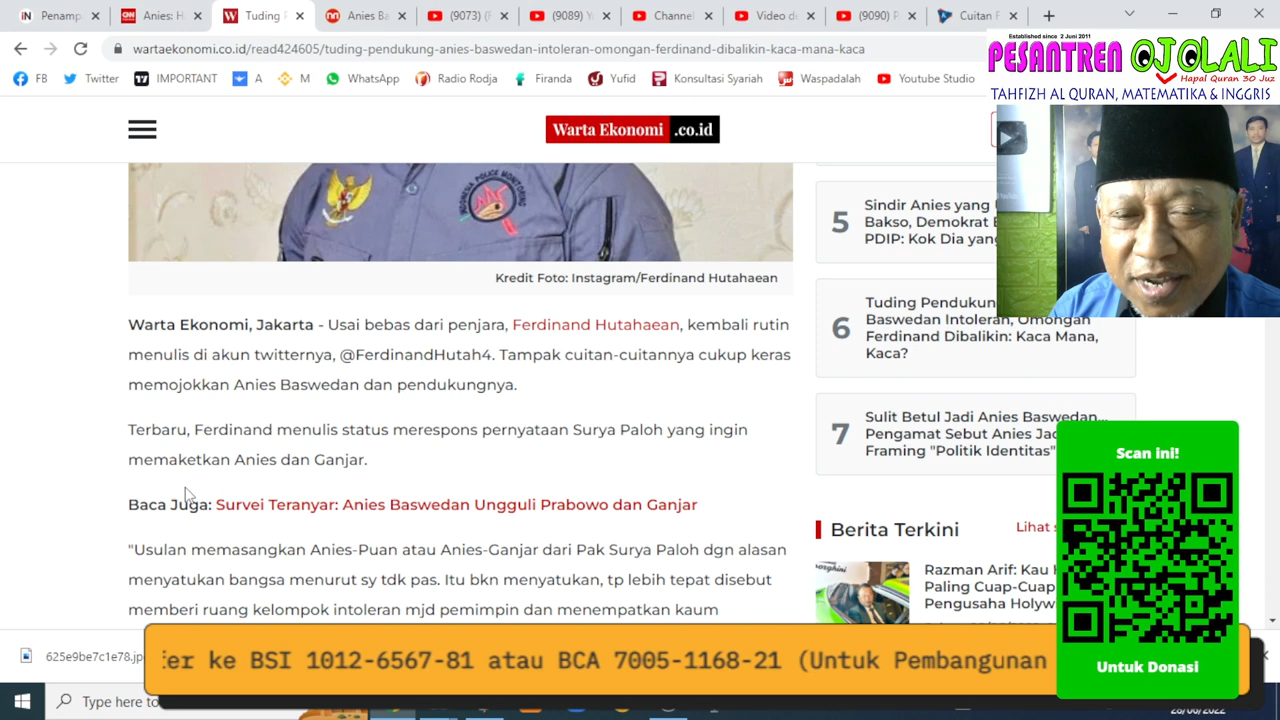 Penamp
Anies: H
Tuding P
Anies Ba
(9073) (
(9089) Y
Channel
Video d
(9090) P
Cuitan F
wartaekonomi.co.id/read424605/tuding-pendukung-anies-baswedan-intoleran-omongan-ferdinand-dibalikin-kaca-mana-kaca
FB
Twitter
IMPORTANT
A
M
WhatsApp
Radio Rodja
Firanda
Yufid
Konsultasi Syariah
Waspadalah
Youtube Studio
Established since 2 Juni 2011
PESANTREN OJOLALI
Hapal Quran 30 Juz
TAHFIZH AL QURAN, MATEMATIKA & INGGRIS
Warta Ekonomi .co.id
Kredit Foto: Instagram/Ferdinand Hutahaean
Warta Ekonomi, Jakarta - Usai bebas dari penjara, Ferdinand Hutahaean, kembali rutin
menulis di akun twitternya, @FerdinandHutah4. Tampak cuitan-cuitannya cukup keras
memojokkan Anies Baswedan dan pendukungnya.
Terbaru, Ferdinand menulis status merespons pernyataan Surya Paloh yang ingin
memaketkan Anies dan Ganjar.
Baca Juga: Survei Teranyar: Anies Baswedan Ungguli Prabowo dan Ganjar
"Usulan memasangkan Anies-Puan atau Anies-Ganjar dari Pak Surya Paloh dgn alasan
menyatukan bangsa menurut sy tdk pas. Itu bkn menyatukan, tp lebih tepat disebut
memberi ruang kelompok intoleran mjd pemimpin dan menempatkan kaum
5
Sindir Anies yang
Bakso, Demokrat
PDIP: Kok Dia yang
6
Tuding Pendukung
Baswedan Intoleran, Omongan
Ferdinand Dibalikin: Kaca Mana,
Kaca?
7
Sulit Betul Jadi Anies Baswedan...
Pengamat Sebut Anies Jad
Framing "Politik Identitas"
Berita Terkini
Lihat s
Razman Arif: Kau
Paling Cuap-Cuap
Pengusaha Holyw
Scan ini!
Untuk Donasi
625e9be7c1e78.jp
fer ke BSI 1012-6567-81 atau BCA 7005-1168-21 (Untuk Pembangunan
Type here to
28/06/2022